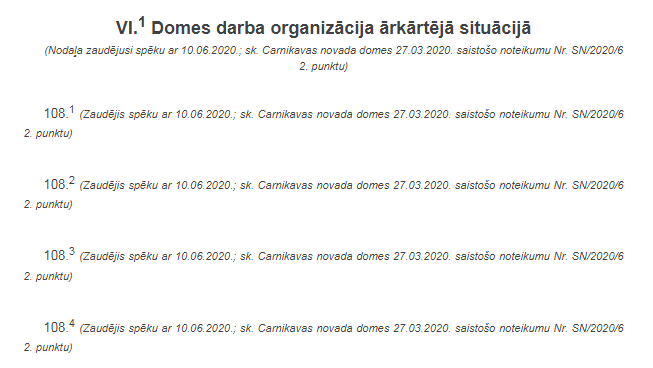 VI.¹ Domes darba organizācija ārkārtējā situācijā
(Nodaļa zaudējusi spēku ar 10.06.2020.; sk. Carnikavas novada domes 27.03.2020. saistošo noteikumu Nr. SN/2020/6
2. punktu)
108.¹ (Zaudējis spēku ar 10.06.2020.; sk. Carnikavas novada domes 27.03.2020. saistošo noteikumu Nr. SN/2020/6
2. punktu)
108.² (Zaudējis spēku ar 10.06.2020.; sk. Carnikavas novada domes 27.03.2020. saistošo noteikumu Nr. SN/2020/6
2. punktu)
108.³ (Zaudējis spēku ar 10.06.2020.; sk. Carnikavas novada domes 27.03.2020. saistošo noteikumu Nr. SN/2020/6
2. punktu)
108.⁴ (Zaudējis spēku ar 10.06.2020.; sk. Carnikavas novada domes 27.03.2020. saistošo noteikumu Nr. SN/2020/6
2. punktu)